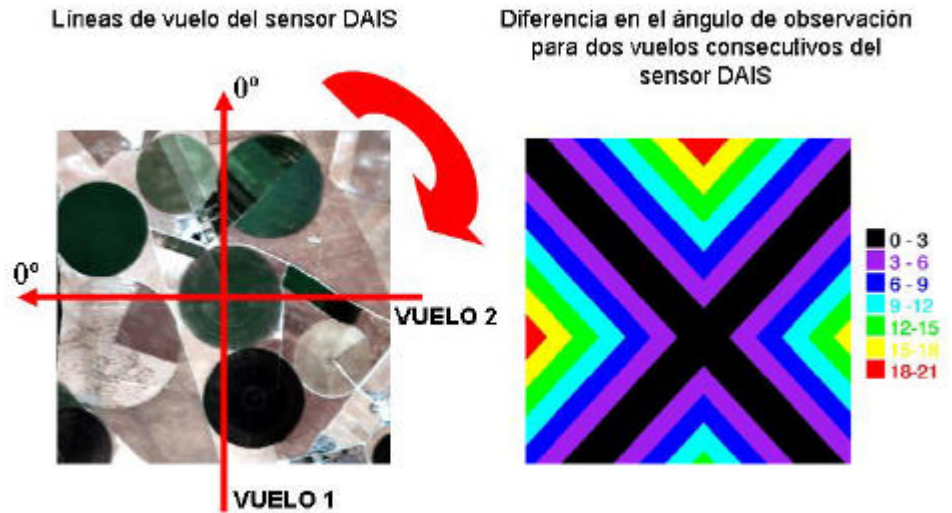 Líneas de vuelo del sensor DAIS
0º
0º
VUELO 2
VUELO 1
Diferencia en el ángulo de observación
para dos vuelos consecutivos del
sensor DAIS
0 - 3
3 - 6
6 - 9
9 -12
12-15
15-18
18-21